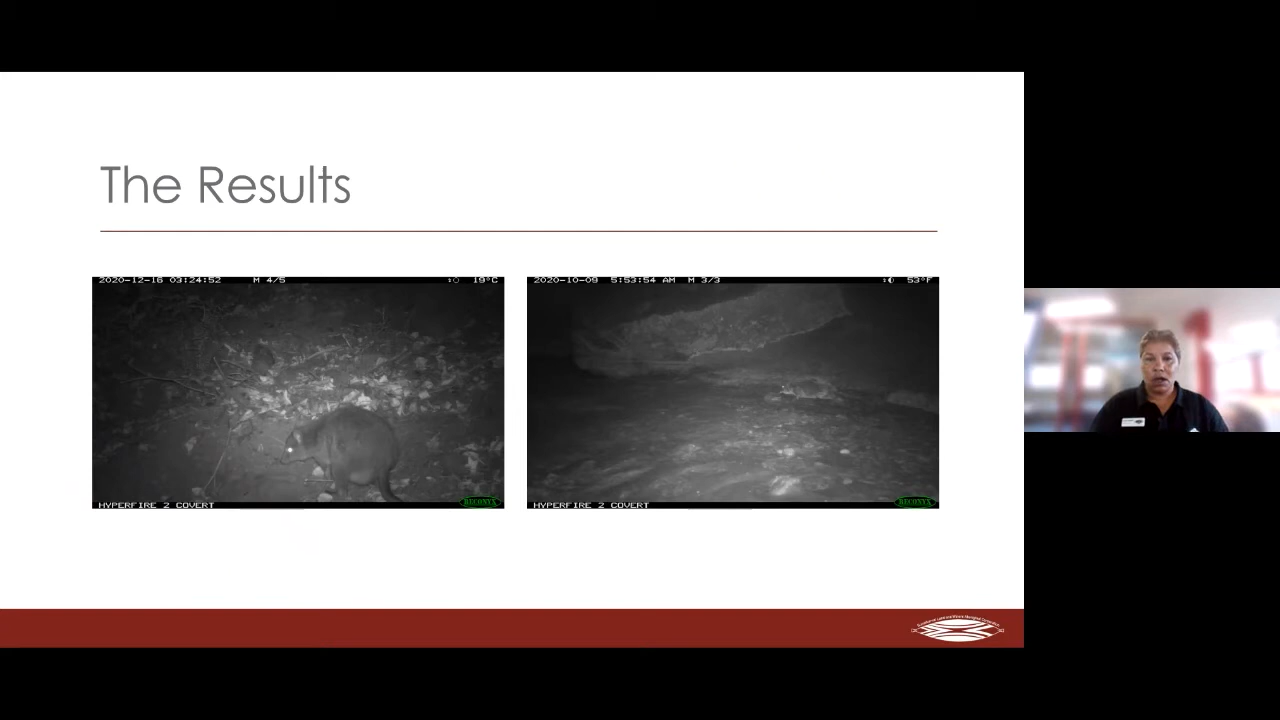 The Results
2020-12-16 03:24:52 M 4/5 19°C
HYPERFIRE 2 COVERT RECONYX
2020-10-09 5:53:54 AM M 3/3 53°F
HYPERFIRE 2 COVERT RECONYX